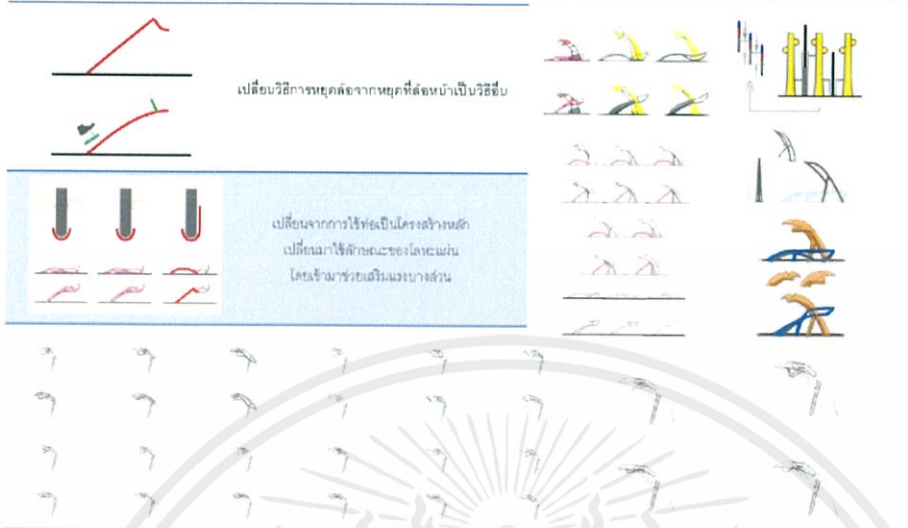 เปลี่ยนวิธีการหยุดล้อจากหยุดที่ล้อหน้าเป็นวิธีอื่น
เปลี่ยนจากการใช้ท่อเป็นโครงสร้างหลัก
เปลี่ยนมาใช้ลักษณะของโลหะแผ่น
โดยเข้ามาช่วยเสริมแรงบางส่วน